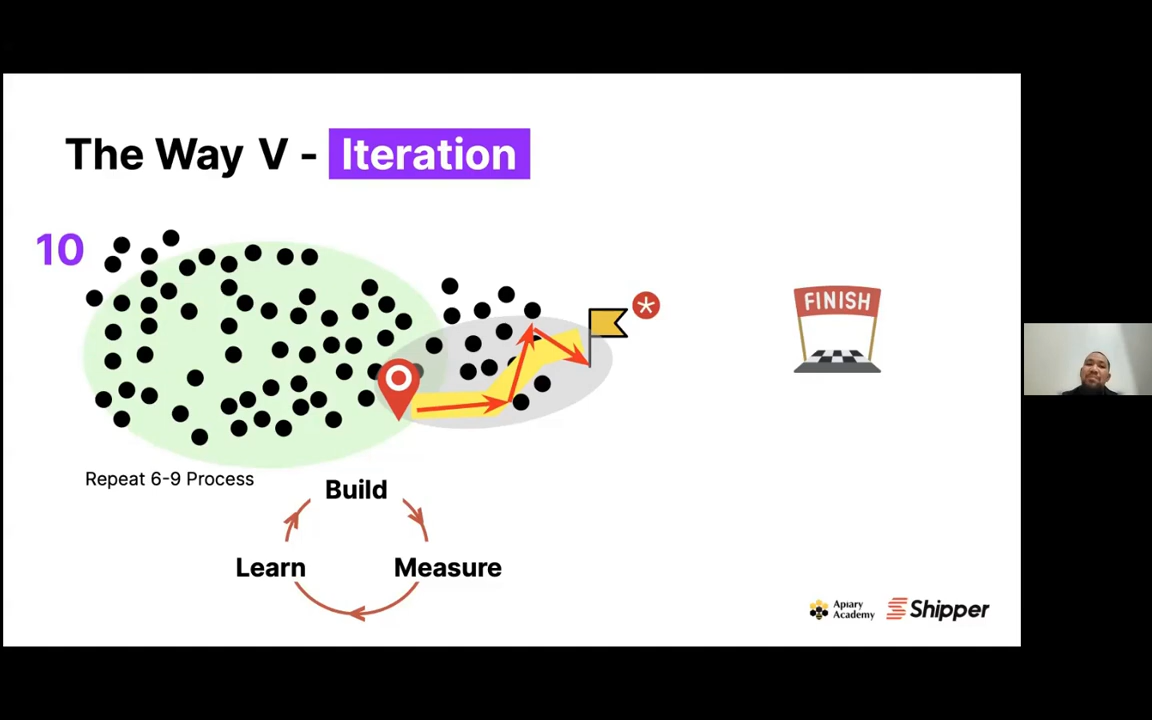 The Way V - Iteration
10
FINISH
Repeat 6-9 Process
Build
Learn
Measure
Apiary
Academy
Shipper